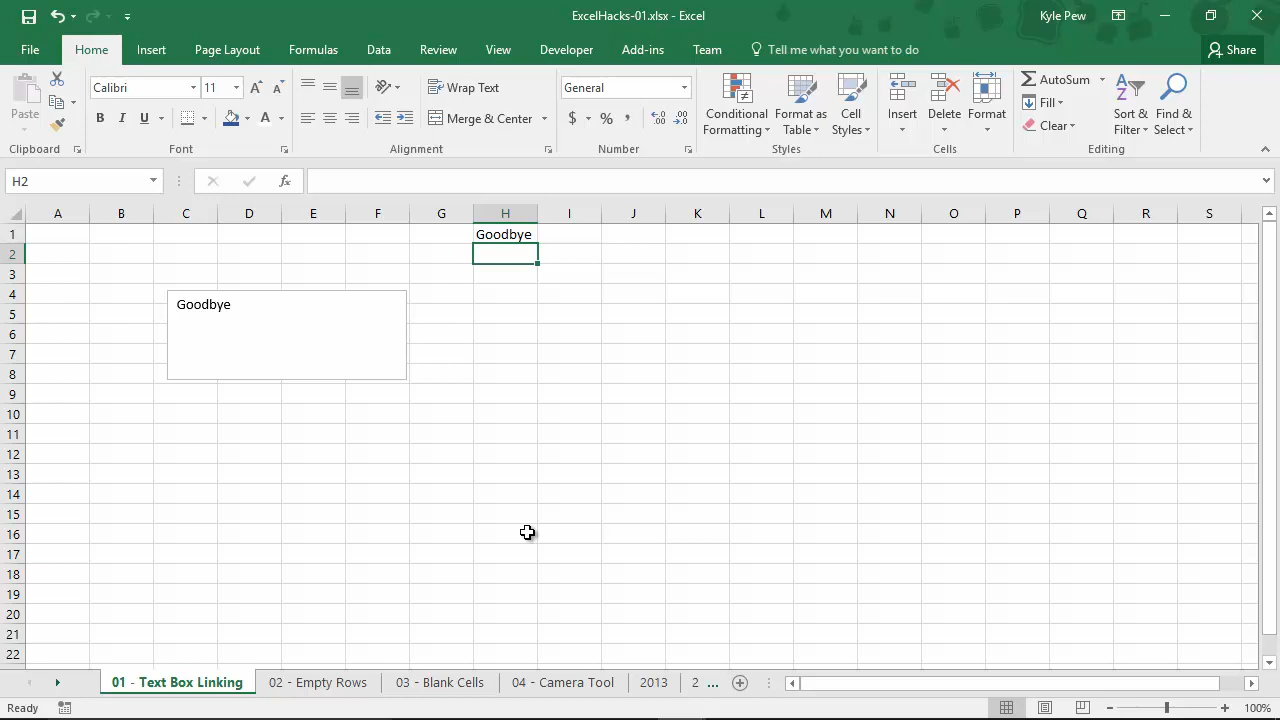 ExcelHacks-01.xlsx - Excel
Kyle Pew
File Home Insert Page Layout Formulas Data Review View Developer Add-ins Team Tell me what you want to do Share
Paste
Clipboard
Calibri 11
B I U
Font
Wrap Text
Merge & Center
Alignment
General
$ % ,
Number
Conditional Formatting
Format as Table
Cell Styles
Styles
Insert
Delete
Format
Cells
AutoSum
Fill
Clear
Sort & Filter
Find & Select
Editing
H2
fx
A B C D E F G H I J K L M N O P Q R S
1 Goodbye
2
3
4 Goodbye
5
6
7
8
9
10
11
12
13
14
15
16
17
18
19
20
21
22
01 - Text Box Linking 02 - Empty Rows 03 - Blank Cells 04 - Camera Tool 2013 2 ...
Ready
100%